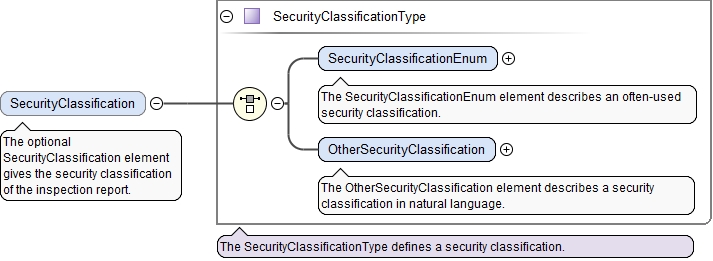 SecurityClassificationType
SecurityClassificationEnum
The SecurityClassificationEnum element describes an often-used
security classification.
SecurityClassification
The optional
SecurityClassification element
gives the security classification
of the inspection report.
OtherSecurityClassification
The OtherSecurityClassification element describes a security
classification in natural language.
The SecurityClassificationType defines a security classification.